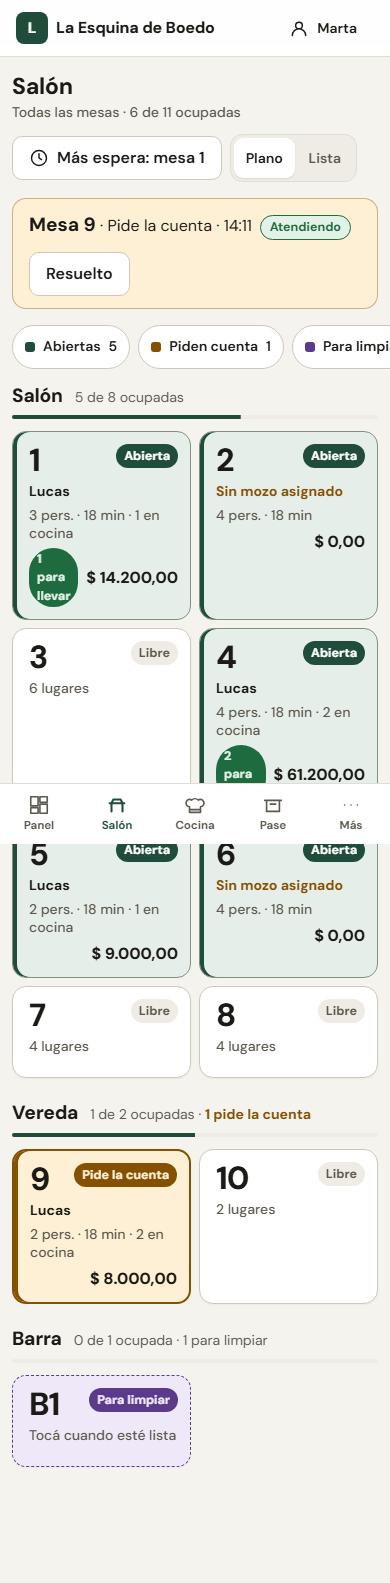 L La Esquina de Boedo Marta
Salón
Todas las mesas · 6 de 11 ocupadas
Más espera: mesa 1 Plano Lista
Mesa 9 · Pide la cuenta · 14:11 Atendiendo
Resuelto
Abiertas 5 Piden cuenta 1 Para limpi
Salón 5 de 8 ocupadas
1 Abierta
Lucas
3 pers. · 18 min · 1 en
cocina
1
para
llevar
$ 14.200,00
2 Abierta
Sin mozo asignado
4 pers. · 18 min
$ 0,00
3 Libre
6 lugares
4 Abierta
Lucas
4 pers. · 18 min · 2 en
cocina
2
para
$ 61.200,00
Panel Salón Cocina Pase Más
5 Abierta
Lucas
2 pers. · 18 min · 1 en
cocina
$ 9.000,00
6 Abierta
Sin mozo asignado
4 pers. · 18 min
$ 0,00
7 Libre
4 lugares
8 Libre
4 lugares
Vereda 1 de 2 ocupadas · 1 pide la cuenta
9 Pide la cuenta
Lucas
2 pers. · 18 min · 2 en
cocina
$ 8.000,00
10 Libre
2 lugares
Barra 0 de 1 ocupada · 1 para limpiar
B1 Para limpiar
Tocá cuando esté lista